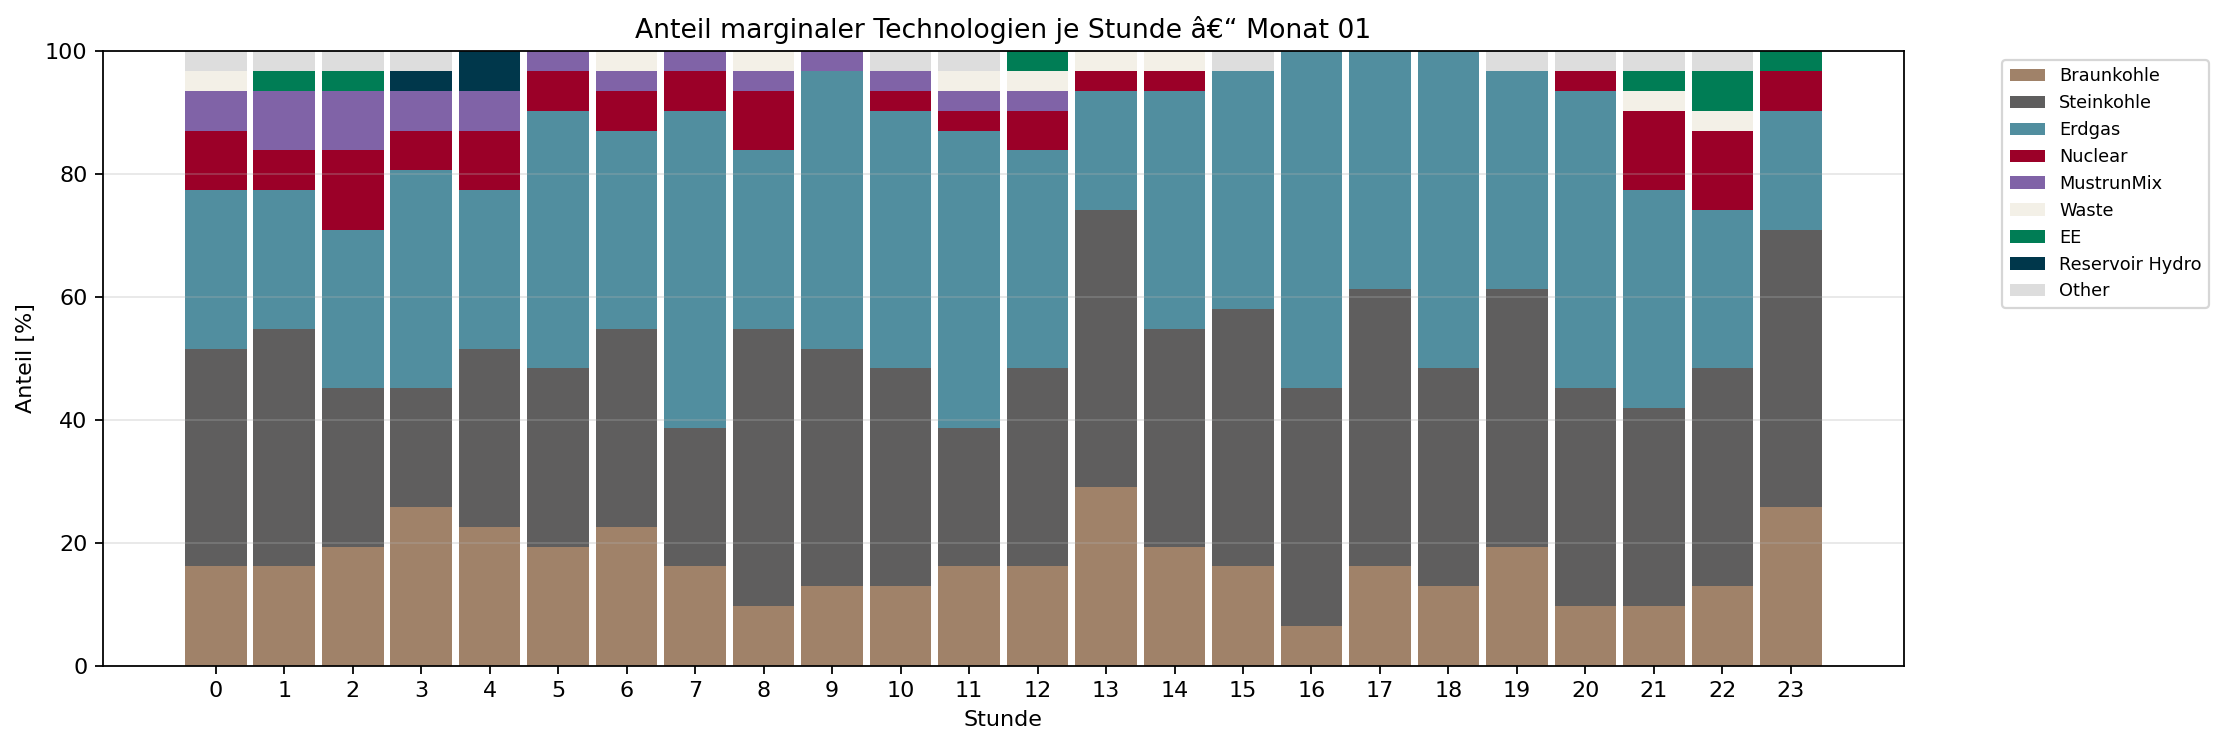 Anteil marginaler Technologien je Stunde â€“ Monat 01
Anteil [%]
100
80
60
40
20
0
0 1 2 3 4 5 6 7 8 9 10 11 12 13 14 15 16 17 18 19 20 21 22 23
Stunde
Braunkohle
Steinkohle
Erdgas
Nuclear
MustrunMix
Waste
EE
Reservoir Hydro
Other